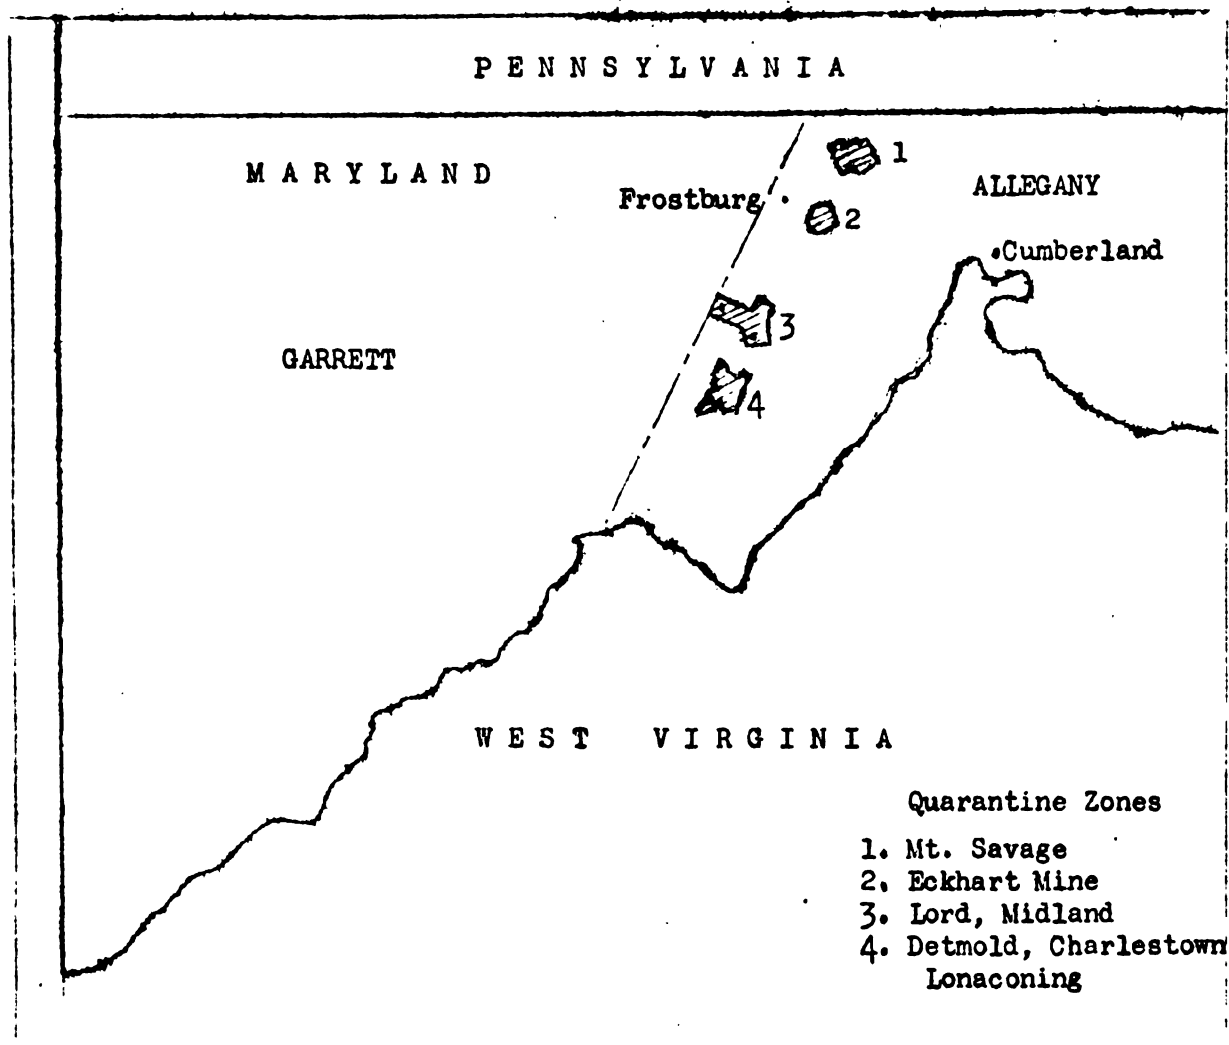 PENNSYLVANIA
MARYLAND
1
ALLEGANY
Frostburg
2
Cumberland
3
GARRETT
4
WEST VIRGINIA
Quarantine Zones
1. Mt. Savage
2. Eckhart Mine
3. Lord, Midland
4. Detmold, Charlestown
Lonaconing